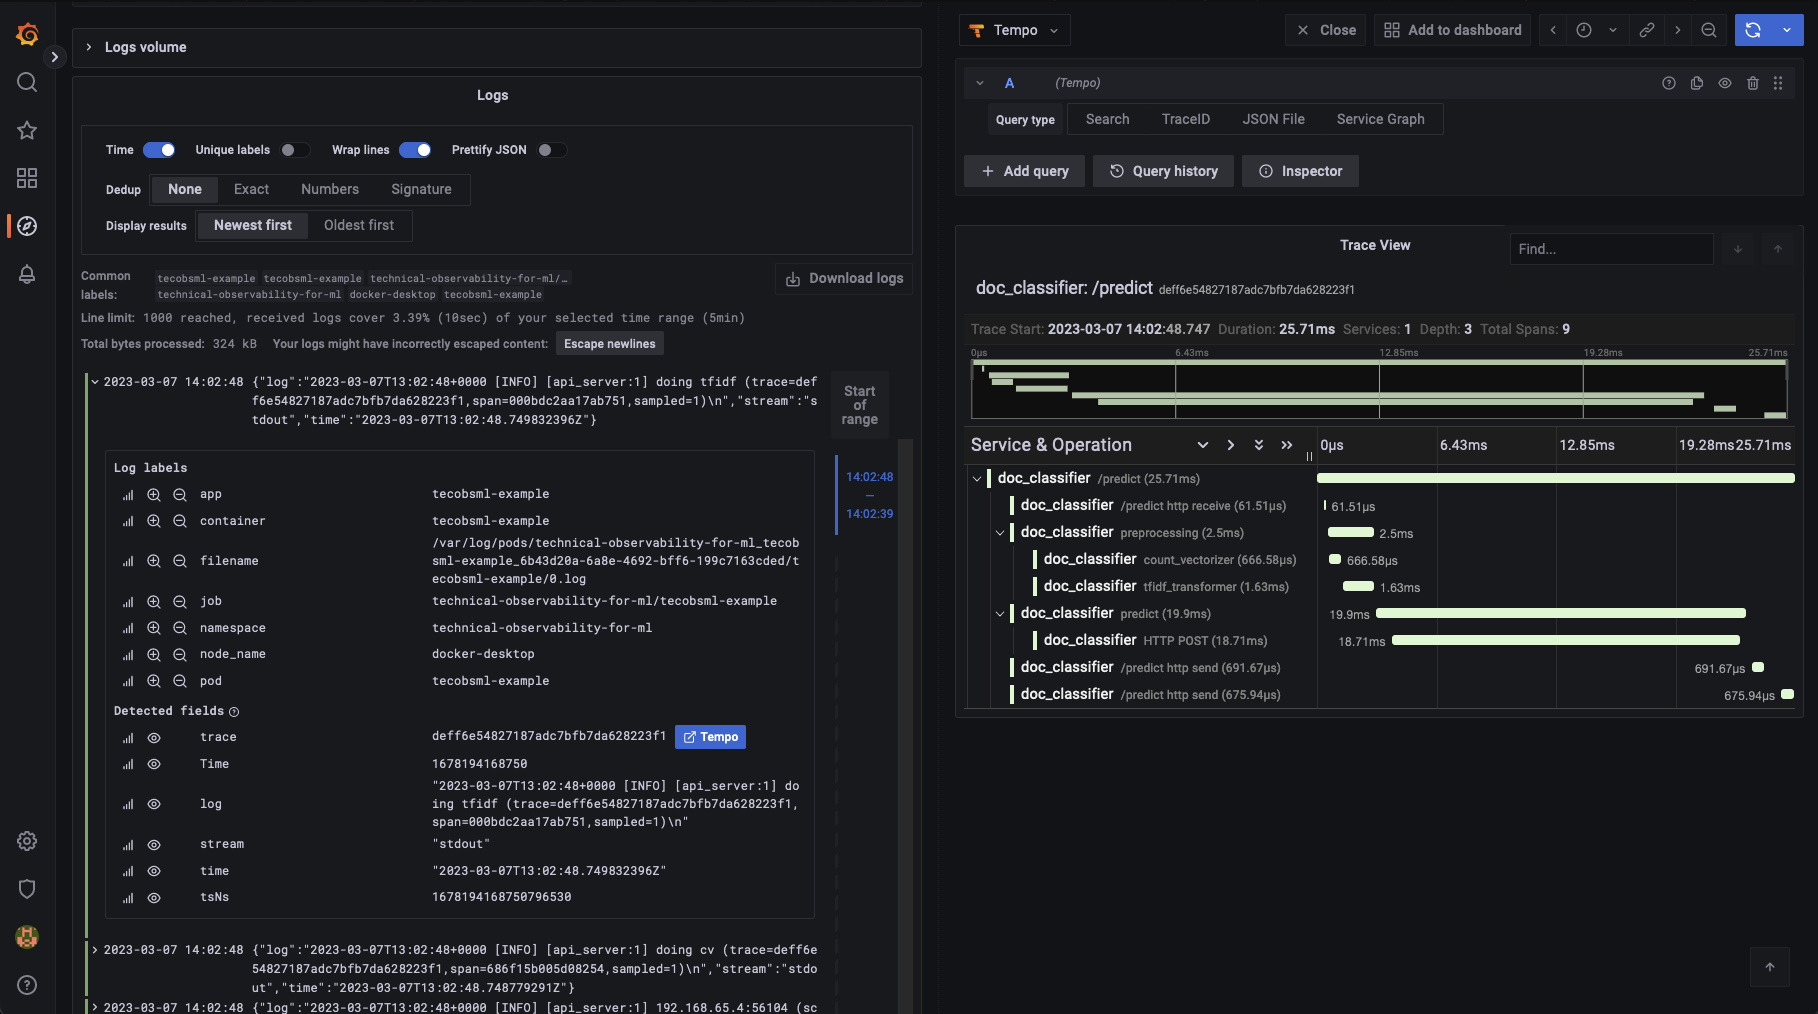 Logs volume
Logs
Time
Unique labels
Wrap lines
Prettify JSON
Dedup
None
Exact
Numbers
Signature
Display results
Newest first
Oldest first
Common labels:
tecobsml-example tecobsml-example technical-observability-for-ml/…
technical-observability-for-ml docker-desktop tecobsml-example
Download logs
Line limit: 1000 reached, received logs cover 3.39% (10sec) of your selected time range (5min)
Total bytes processed: 324 kB Your logs might have incorrectly escaped content: Escape newlines
2023-03-07 14:02:48 {"log":"2023-03-07T13:02:48+0000 [INFO] [api_server:1] doing tfidf (trace=def
f6e54827187adc7bfb7da628223f1,span=000bdc2aa17ab751,sampled=1)\n","stream":"s
tdout","time":"2023-03-07T13:02:48.749832396Z"}
Start
of
range
14:02:48
—
14:02:39
Log labels
app tecobsml-example
container tecobsml-example
/var/log/pods/technical-observability-for-ml_tecob
filename sml-example_6b43d20a-6a8e-4692-bff6-199c7163cded/t
ecobsml-example/0.log
job technical-observability-for-ml/tecobsml-example
namespace technical-observability-for-ml
node_name docker-desktop
pod tecobsml-example
Detected fields
trace deff6e54827187adc7bfb7da628223f1 Tempo
Time 1678194168750
"2023-03-07T13:02:48+0000 [INFO] [api_server:1] do
log ing tfidf (trace=deff6e54827187adc7bfb7da628223f1,
span=000bdc2aa17ab751,sampled=1)\n"
stream "stdout"
time "2023-03-07T13:02:48.749832396Z"
tsNs 1678194168750796530
2023-03-07 14:02:48 {"log":"2023-03-07T13:02:48+0000 [INFO] [api_server:1] doing cv (trace=deff6e
54827187adc7bfb7da628223f1,span=686f15b005d08254,sampled=1)\n","stream":"stdo
ut","time":"2023-03-07T13:02:48.748779291Z"}
2023-03-07 14:02:48 {"log":"2023-03-07T13:02:48+0000 [INFO] [api_server:1] 192.168.65.4:56104 (sc
Tempo
Close
Add to dashboard
A (Tempo)
Query type
Search
TraceID
JSON File
Service Graph
+ Add query
Query history
Inspector
Trace View
Find...
doc_classifier: /predict deff6e54827187adc7bfb7da628223f1
Trace Start: 2023-03-07 14:02:48.747 Duration: 25.71ms Services: 1 Depth: 3 Total Spans: 9
0μs 6.43ms 12.85ms 19.28ms 25.71ms
Service & Operation 0μs 6.43ms 12.85ms 19.28ms 25.71ms
doc_classifier /predict (25.71ms)
doc_classifier /predict http receive (61.51μs) 61.51μs
doc_classifier preprocessing (2.5ms) 2.5ms
doc_classifier count_vectorizer (666.58μs) 666.58μs
doc_classifier tfidf_transformer (1.63ms) 1.63ms
doc_classifier predict (19.9ms) 19.9ms
doc_classifier HTTP POST (18.71ms) 18.71ms
doc_classifier /predict http send (691.67μs) 691.67μs
doc_classifier /predict http send (675.94μs) 675.94μs